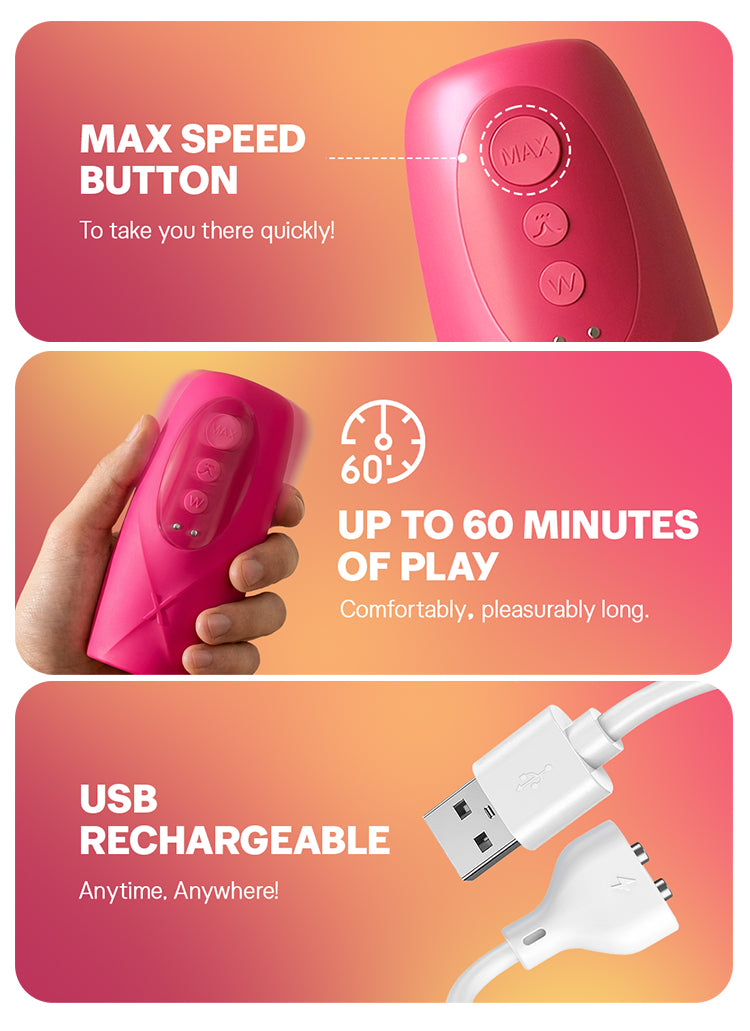 MAX SPEED
BUTTON
To take you there quickly!
MAX
W
MAX
W
60'
UP TO 60 MINUTES
OF PLAY
Comfortably, pleasurably long.
USB
RECHARGEABLE
Anytime, Anywhere!